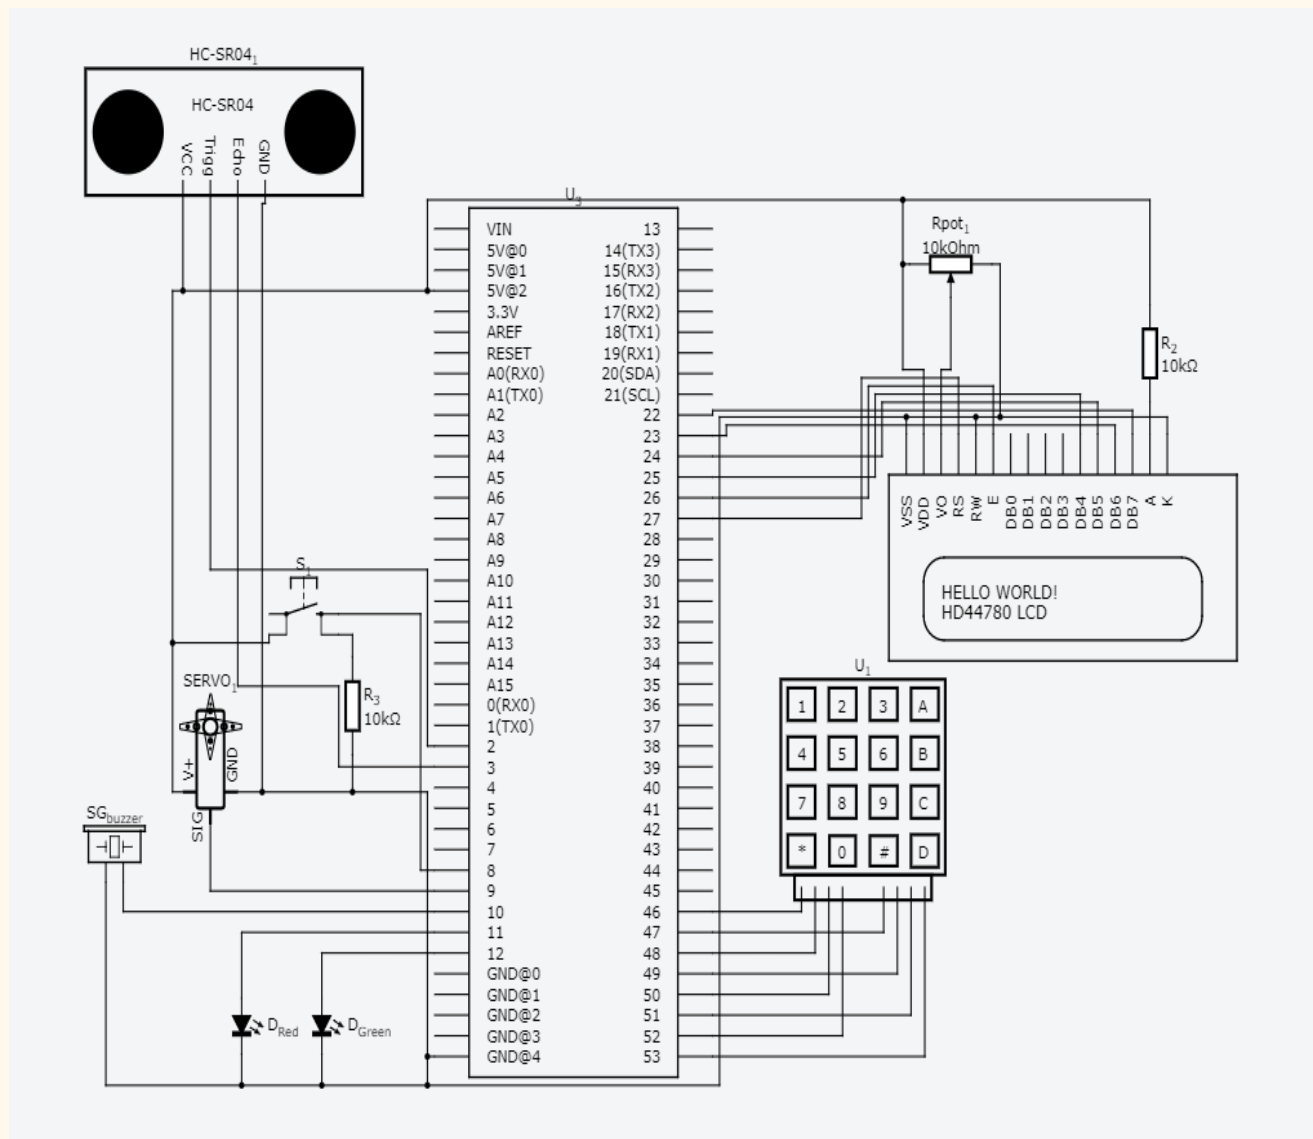 HC-SR04₁
HC-SR04
VCC
Trigg
Echo
GND
U₃
VIN
5V@0
5V@1
5V@2
3.3V
AREF
RESET
A0(RX0)
A1(TX0)
A2
A3
A4
A5
A6
A7
A8
A9
A10
A11
A12
A13
A14
A15
0(RX0)
1(TX0)
2
3
4
5
6
7
8
9
10
11
12
GND@0
GND@1
GND@2
GND@3
GND@4
13
14(TX3)
15(RX3)
16(TX2)
17(RX2)
18(TX1)
19(RX1)
20(SDA)
21(SCL)
22
23
24
25
26
27
28
29
30
31
32
33
34
35
36
37
38
39
40
41
42
43
44
45
46
47
48
49
50
51
52
53
Rpot₁
10kOhm
R₂
10kΩ
VSS
VDD
VO
RS
RW
E
DB0
DB1
DB2
DB3
DB4
DB5
DB6
DB7
A
K
HELLO WORLD!
HD44780 LCD
S₁
R₃
10kΩ
SERVO₁
V+
GND
SIG
SGbuzzer
DRed
DGreen
U₁
1 2 3 A
4 5 6 B
7 8 9 C
* 0 # D